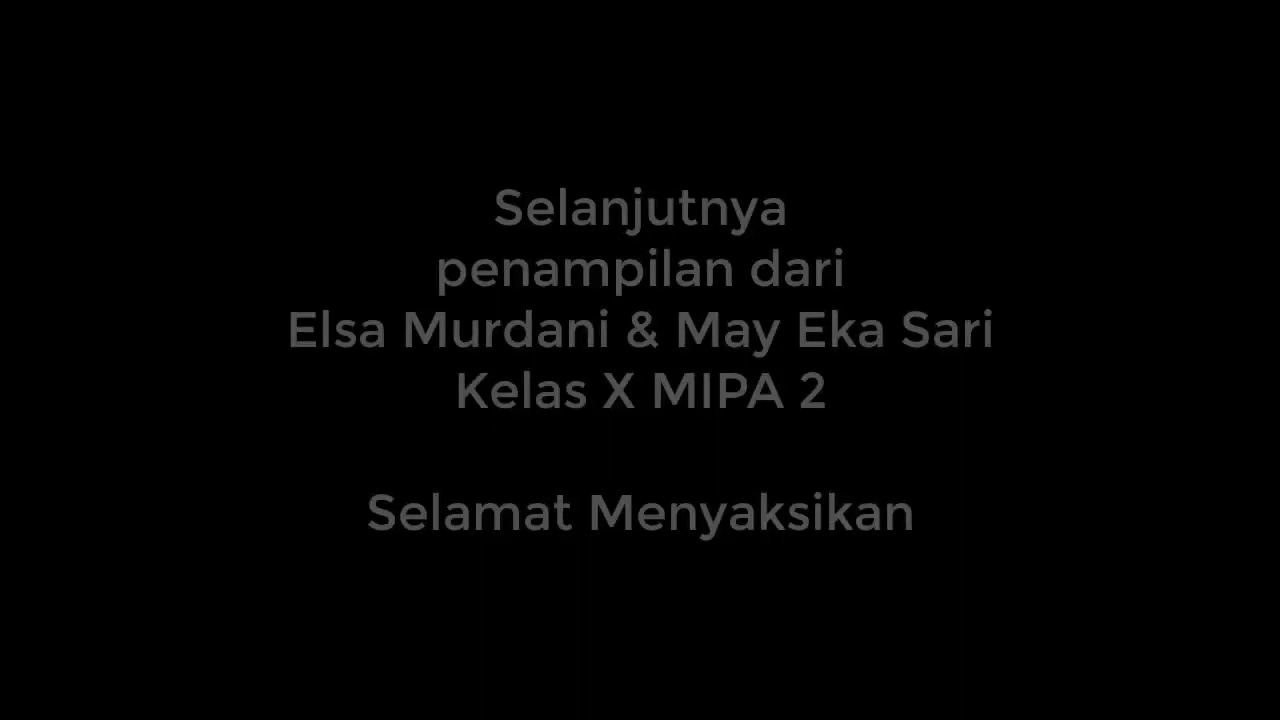 Selanjutnya
penampilan dari
Elsa Murdani & May Eka Sari
Kelas X MIPA 2
Selamat Menyaksikan